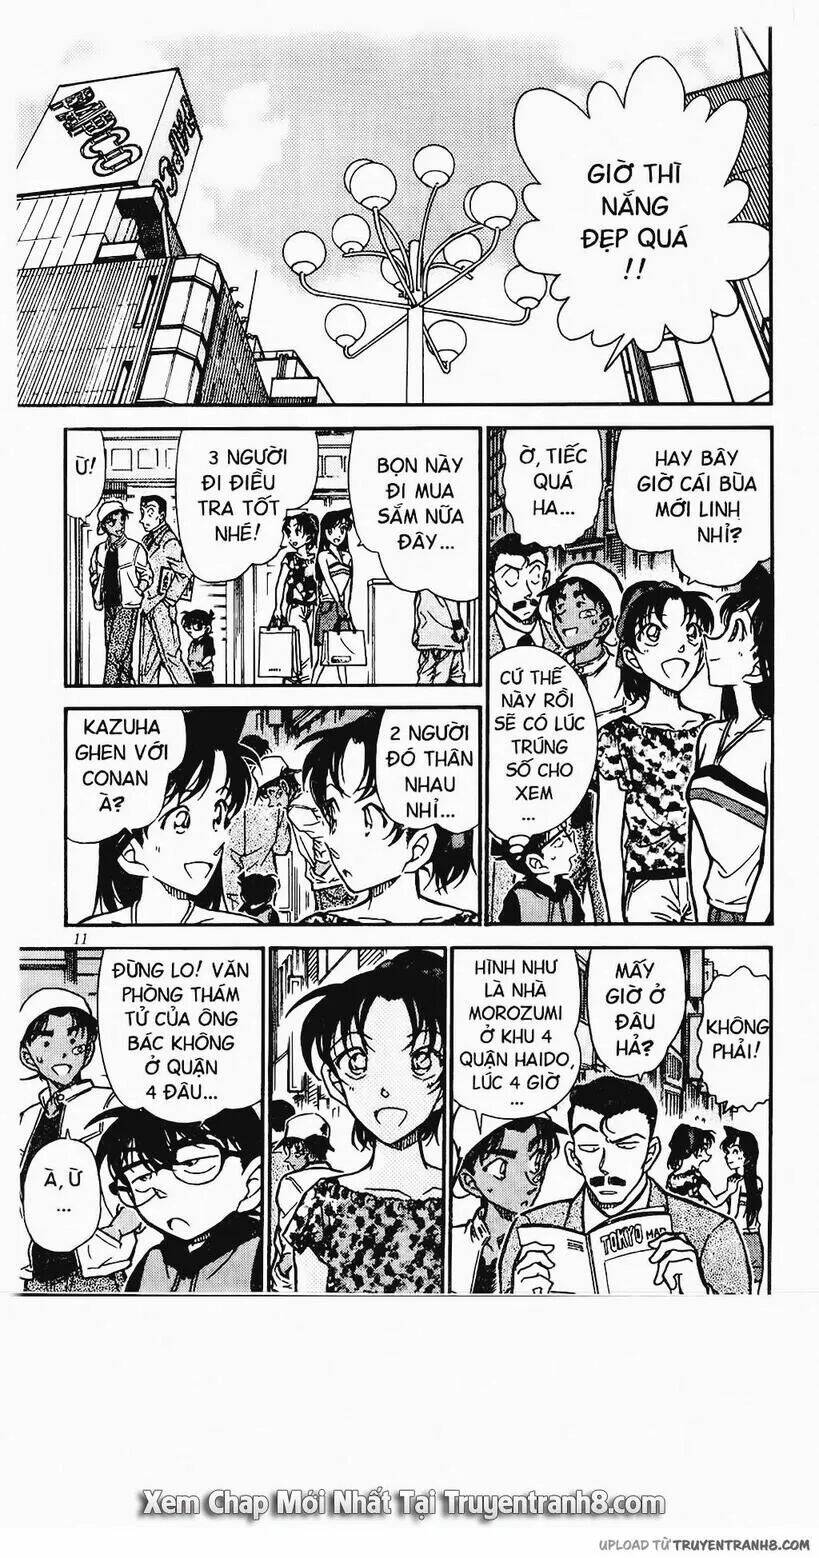 PARCO
GIỜ THÌ
NẮNG
ĐẸP QUÁ
!!
HAY BÂY
GIỜ CÁI BÙA
MỚI LINH
NHỈ?
Ờ, TIẾC
QUÁ
HA...
CỨ THẾ
NÀY RỒI
SẼ CÓ LÚC
TRÚNG
SỐ CHO
XEM
...
BỌN NÀY
ĐI MUA
SẮM NỮA
ĐÂY...
3 NGƯỜI
ĐI ĐIỀU
TRA TỐT
NHÉ!
Ừ!
2 NGƯỜI
ĐÓ THÂN
NHAU
NHỈ...
KAZUHA
GHEN VỚI
CONAN
À?
11
KHÔNG
PHẢI!
MẤY
GIỜ Ở
ĐÂU
HẢ?
HÌNH NHƯ
LÀ NHÀ
MOROZUMI
Ở KHU 4
QUẬN HAIDO,
LÚC 4 GIỜ
...
TOKYO MAP
ĐỪNG LO! VĂN
PHÒNG THÁM
TỬ CỦA ÔNG
BÁC KHÔNG
Ở QUẬN
4 ĐÂU...
À, Ừ
...
Xem Chap Mới Nhất Tại Truyentranh8.com
UPLOAD TỪ TRUYENTRANH8.COM